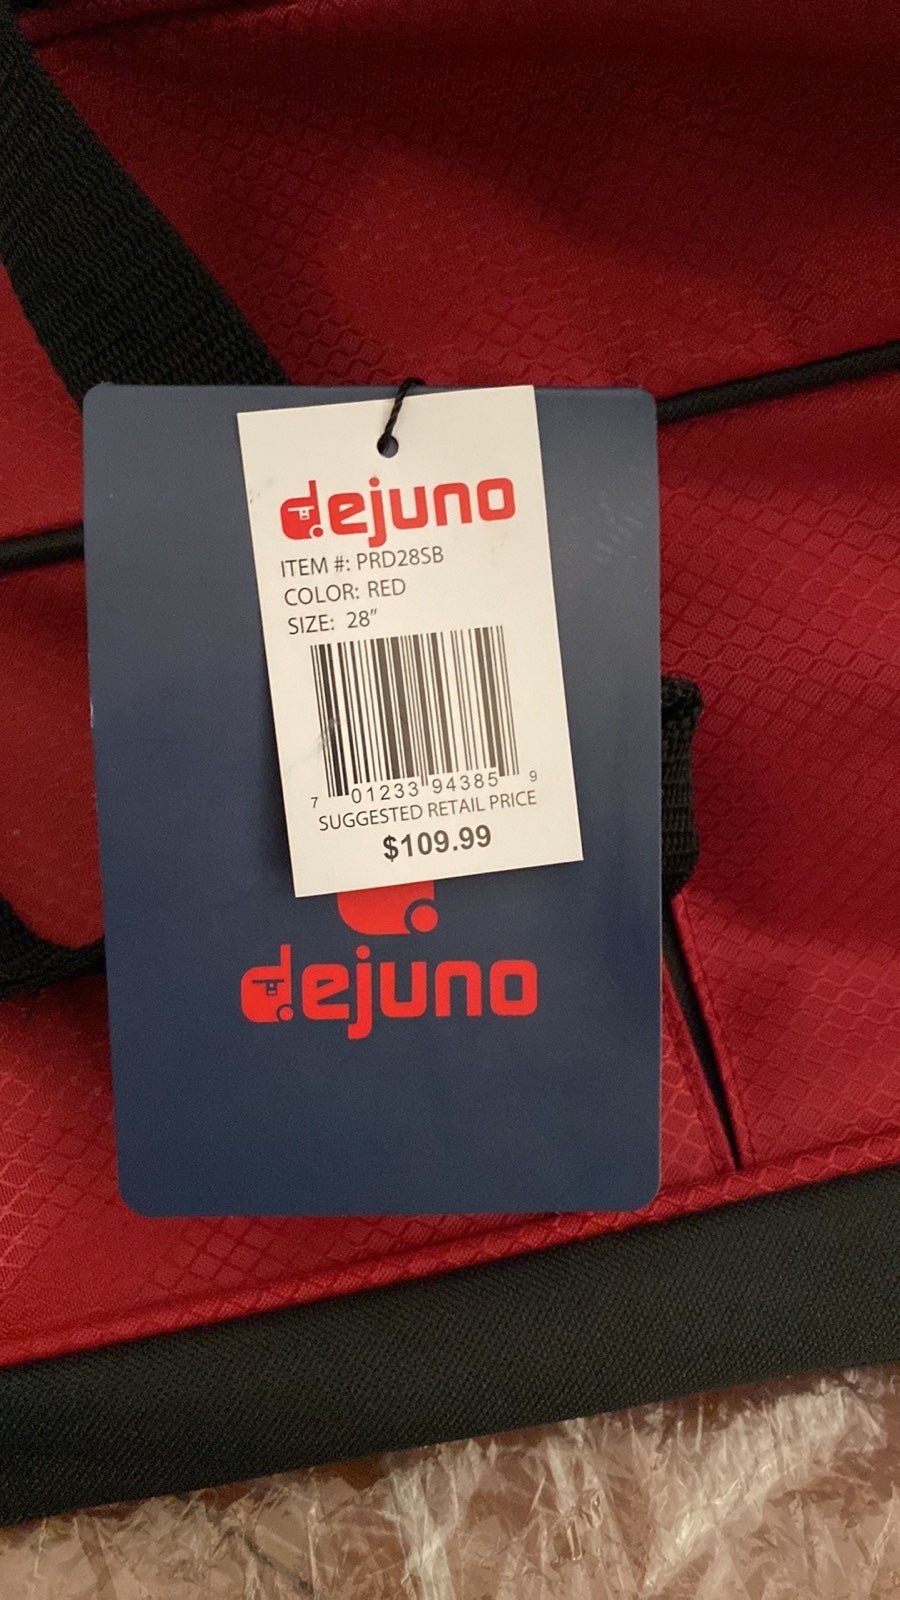 dejuno
ITEM #: PRD28SB
COLOR: RED
SIZE: 28”
7 01233 94385 9
SUGGESTED RETAIL PRICE
$109.99
dejuno